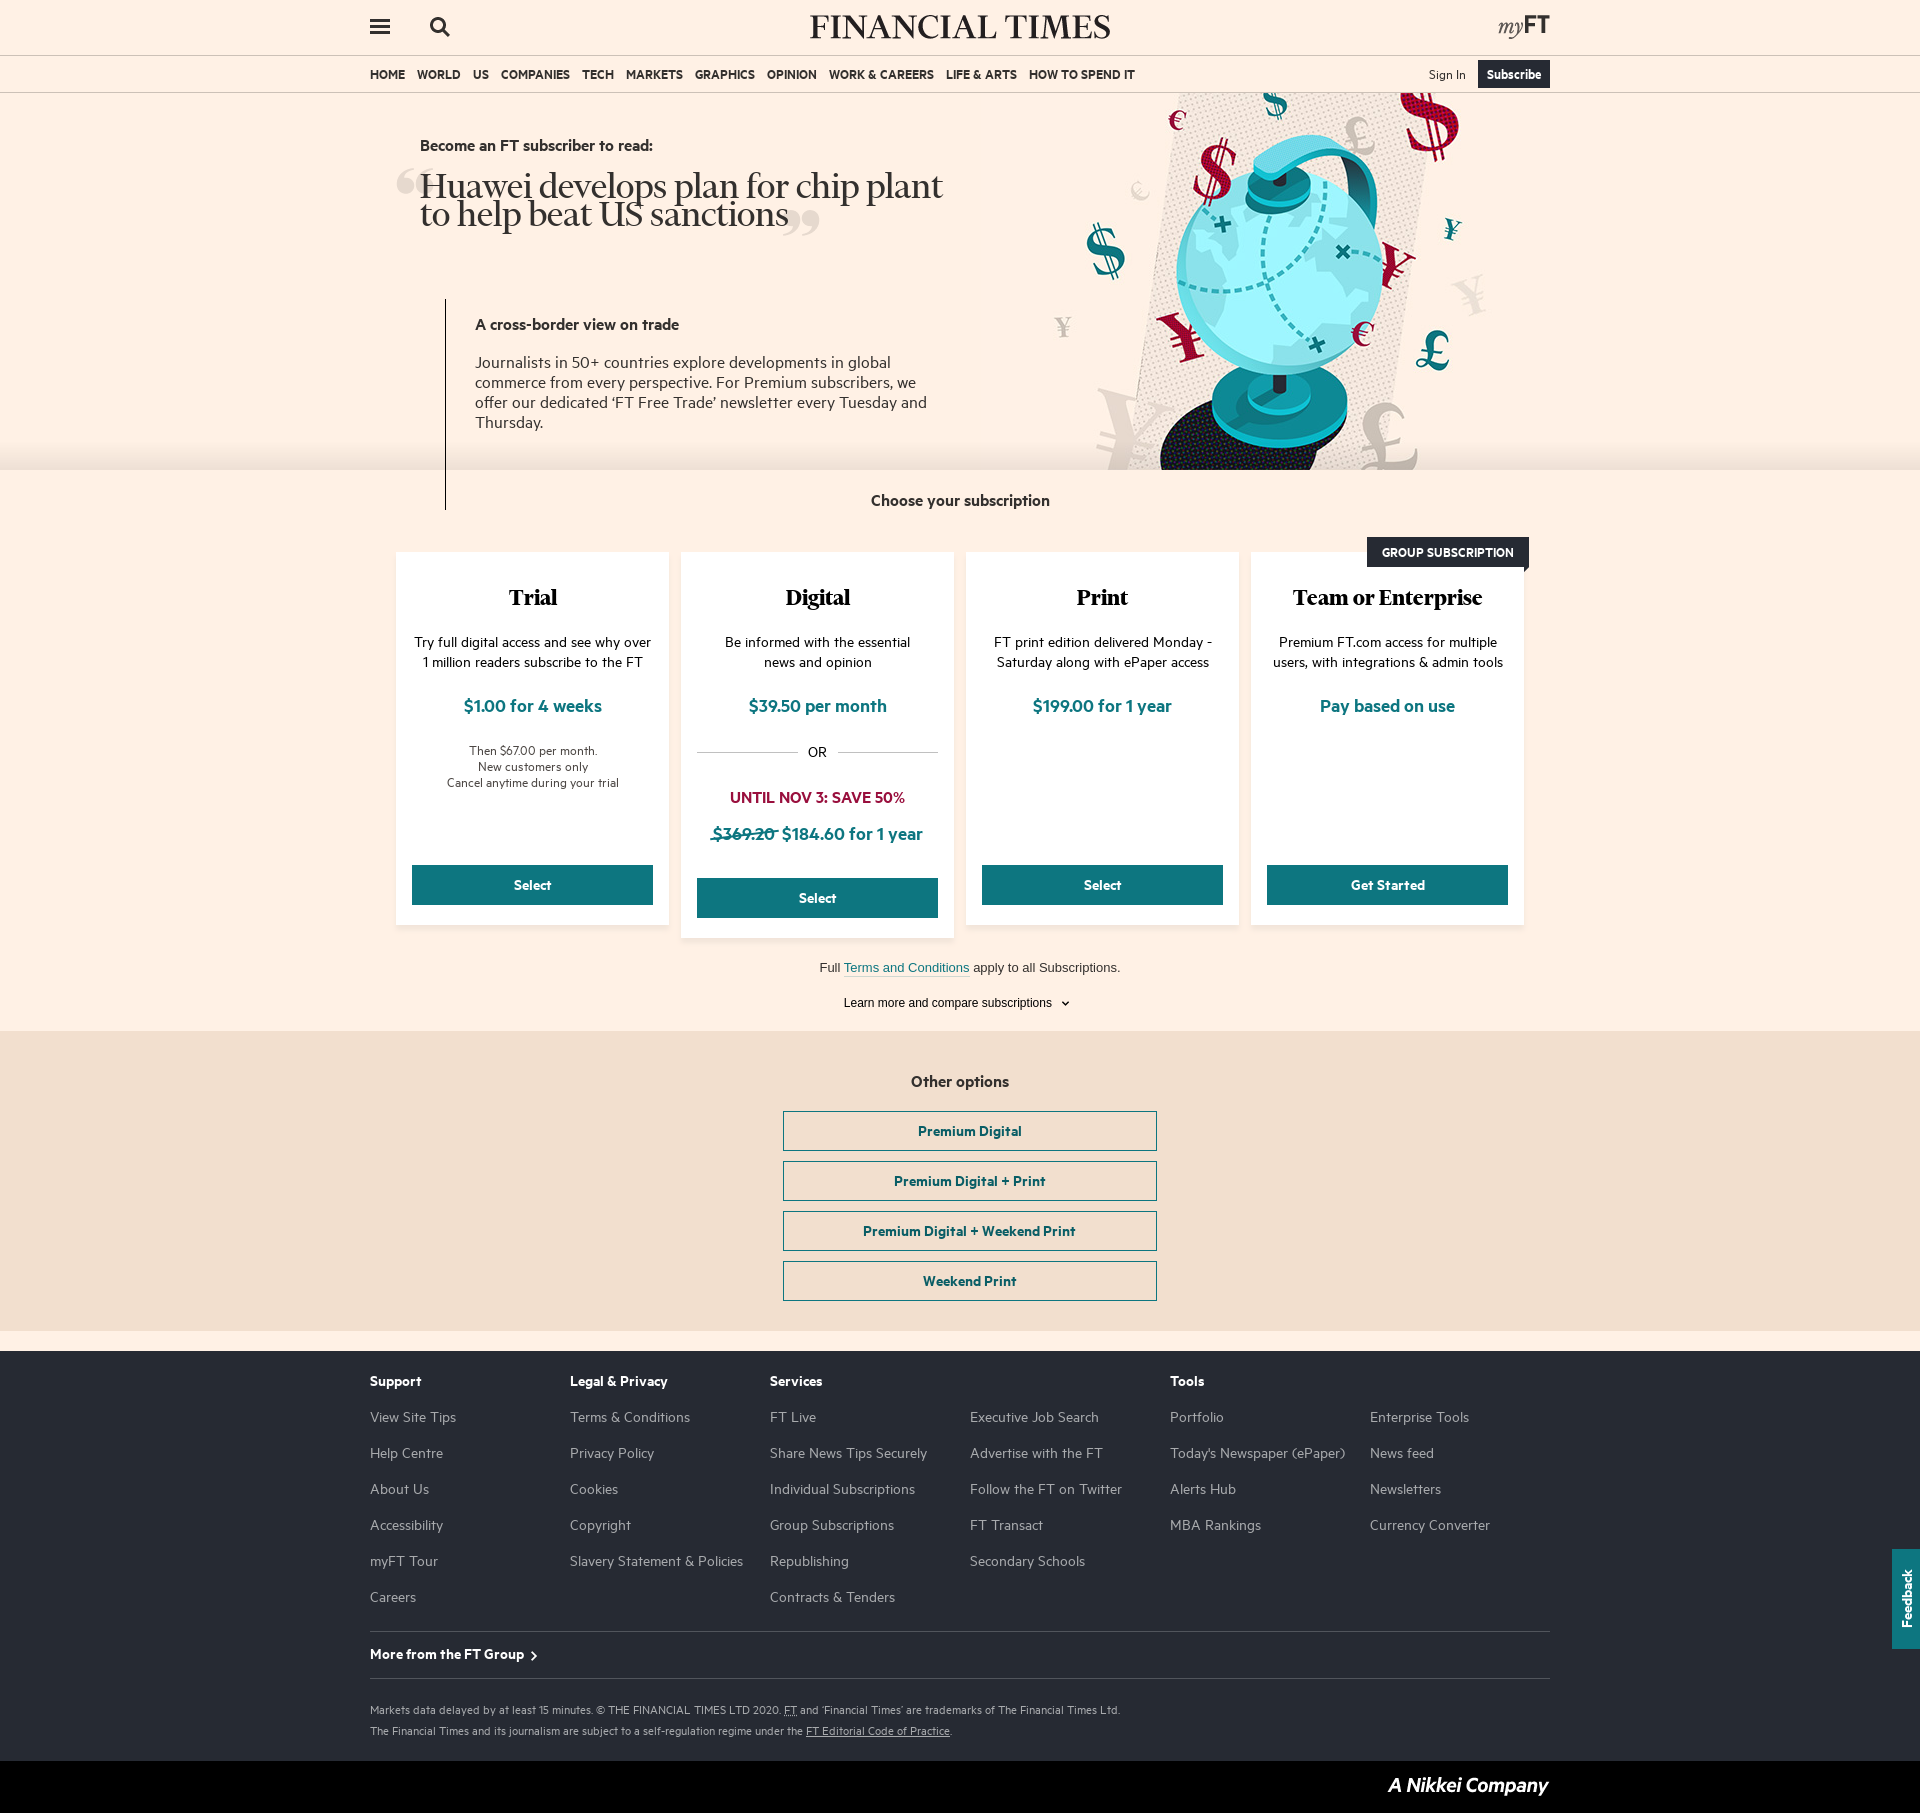 FINANCIAL TIMES
myFT
HOME WORLD US COMPANIES TECH MARKETS GRAPHICS OPINION WORK & CAREERS LIFE & ARTS HOW TO SPEND IT
Sign In Subscribe
Become an FT subscriber to read:
“Huawei develops plan for chip plant
to help beat US sanctions”
A cross-border view on trade
Journalists in 50+ countries explore developments in global
commerce from every perspective. For Premium subscribers, we
offer our dedicated ‘FT Free Trade’ newsletter every Tuesday and
Thursday.
Choose your subscription
Trial
Try full digital access and see why over
1 million readers subscribe to the FT
$1.00 for 4 weeks
Then $67.00 per month.
New customers only
Cancel anytime during your trial
Select
Digital
Be informed with the essential
news and opinion
$39.50 per month
OR
UNTIL NOV 3: SAVE 50%
$369.20 $184.60 for 1 year
Select
Print
FT print edition delivered Monday -
Saturday along with ePaper access
$199.00 for 1 year
Select
GROUP SUBSCRIPTION
Team or Enterprise
Premium FT.com access for multiple
users, with integrations & admin tools
Pay based on use
Get Started
Full Terms and Conditions apply to all Subscriptions.
Learn more and compare subscriptions
Other options
Premium Digital
Premium Digital + Print
Premium Digital + Weekend Print
Weekend Print
Support
View Site Tips
Help Centre
About Us
Accessibility
myFT Tour
Careers
Legal & Privacy
Terms & Conditions
Privacy Policy
Cookies
Copyright
Slavery Statement & Policies
Services
FT Live
Share News Tips Securely
Individual Subscriptions
Group Subscriptions
Republishing
Contracts & Tenders
Executive Job Search
Advertise with the FT
Follow the FT on Twitter
FT Transact
Secondary Schools
Tools
Portfolio
Today's Newspaper (ePaper)
Alerts Hub
MBA Rankings
Enterprise Tools
News feed
Newsletters
Currency Converter
Feedback
More from the FT Group
Markets data delayed by at least 15 minutes. © THE FINANCIAL TIMES LTD 2020. FT and 'Financial Times' are trademarks of The Financial Times Ltd.
The Financial Times and its journalism are subject to a self-regulation regime under the FT Editorial Code of Practice.
A Nikkei Company